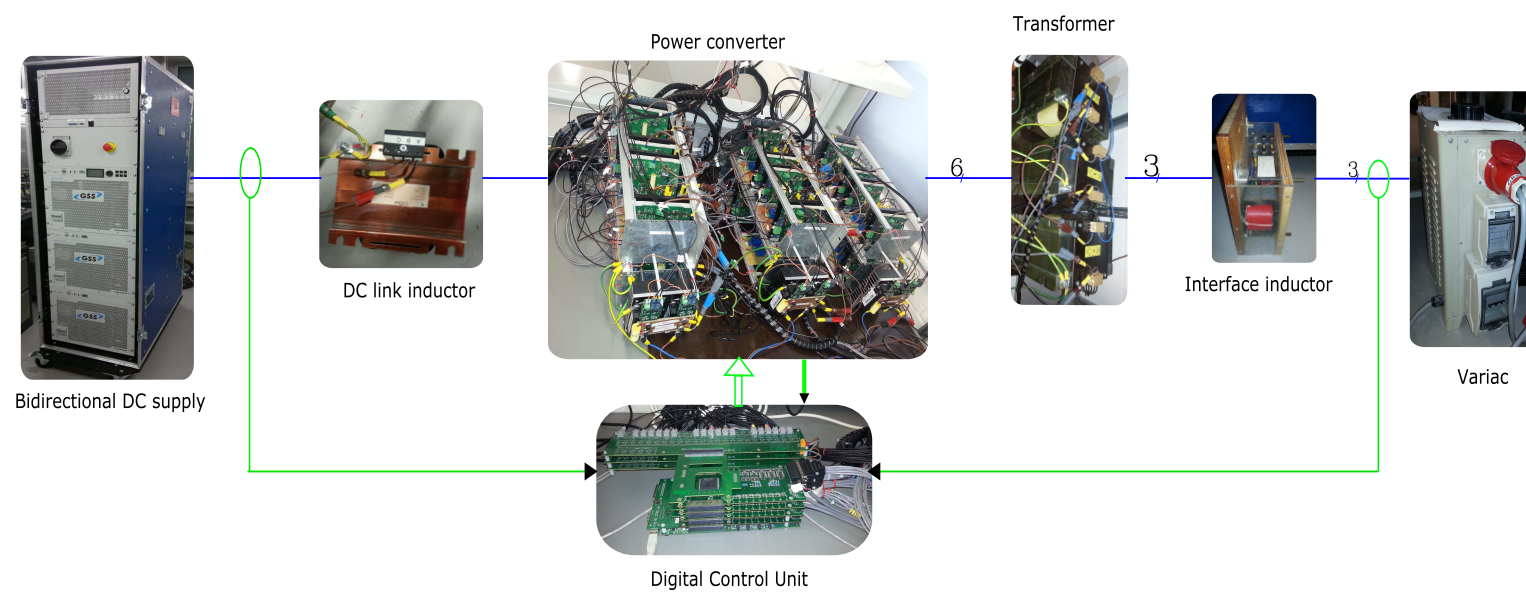 Transformer
Power converter
GSS
GSS
GSS
6
3
3
DC link inductor
Interface inductor
Bidirectional DC supply
Variac
Digital Control Unit